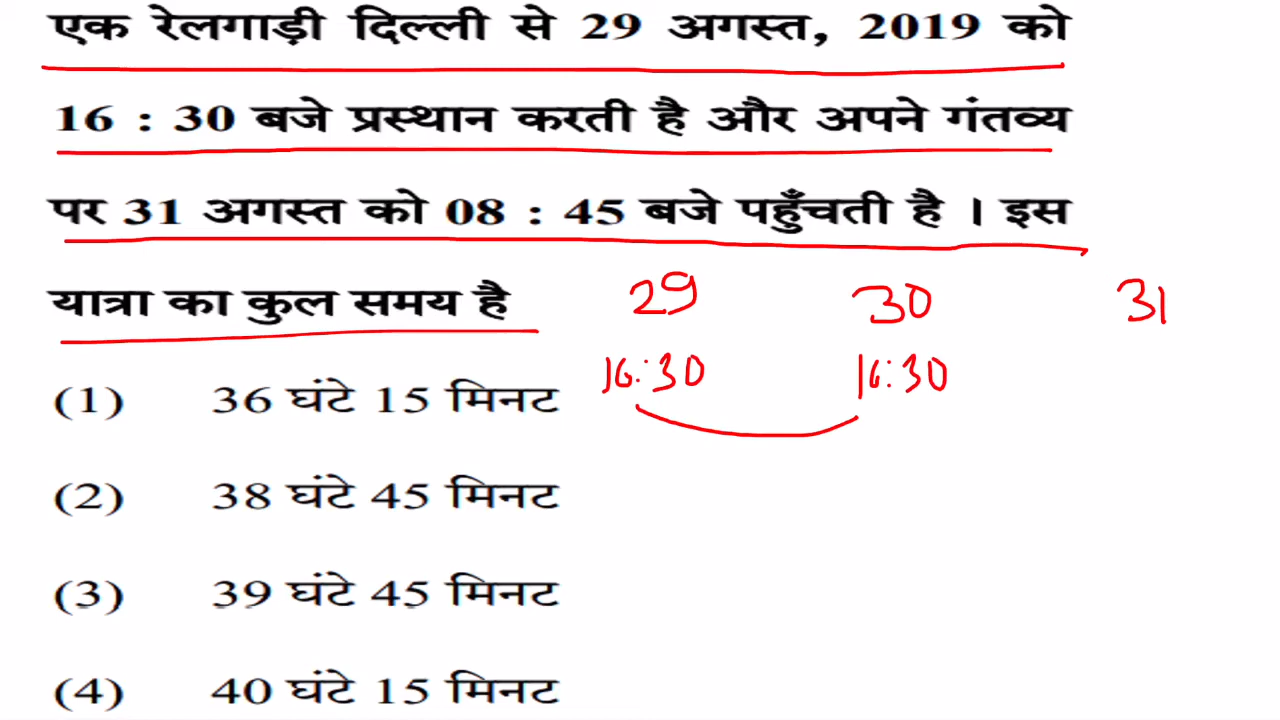 एक रेलगाड़ी दिल्ली से 29 अगस्त, 2019 को
16 : 30 बजे प्रस्थान करती है और अपने गंतव्य
पर 31 अगस्त को 08 : 45 बजे पहुँचती है । इस
यात्रा का कुल समय है
29 30 31
16:30 16:30
(1) 36 घंटे 15 मिनट
(2) 38 घंटे 45 मिनट
(3) 39 घंटे 45 मिनट
(4) 40 घंटे 15 मिनट